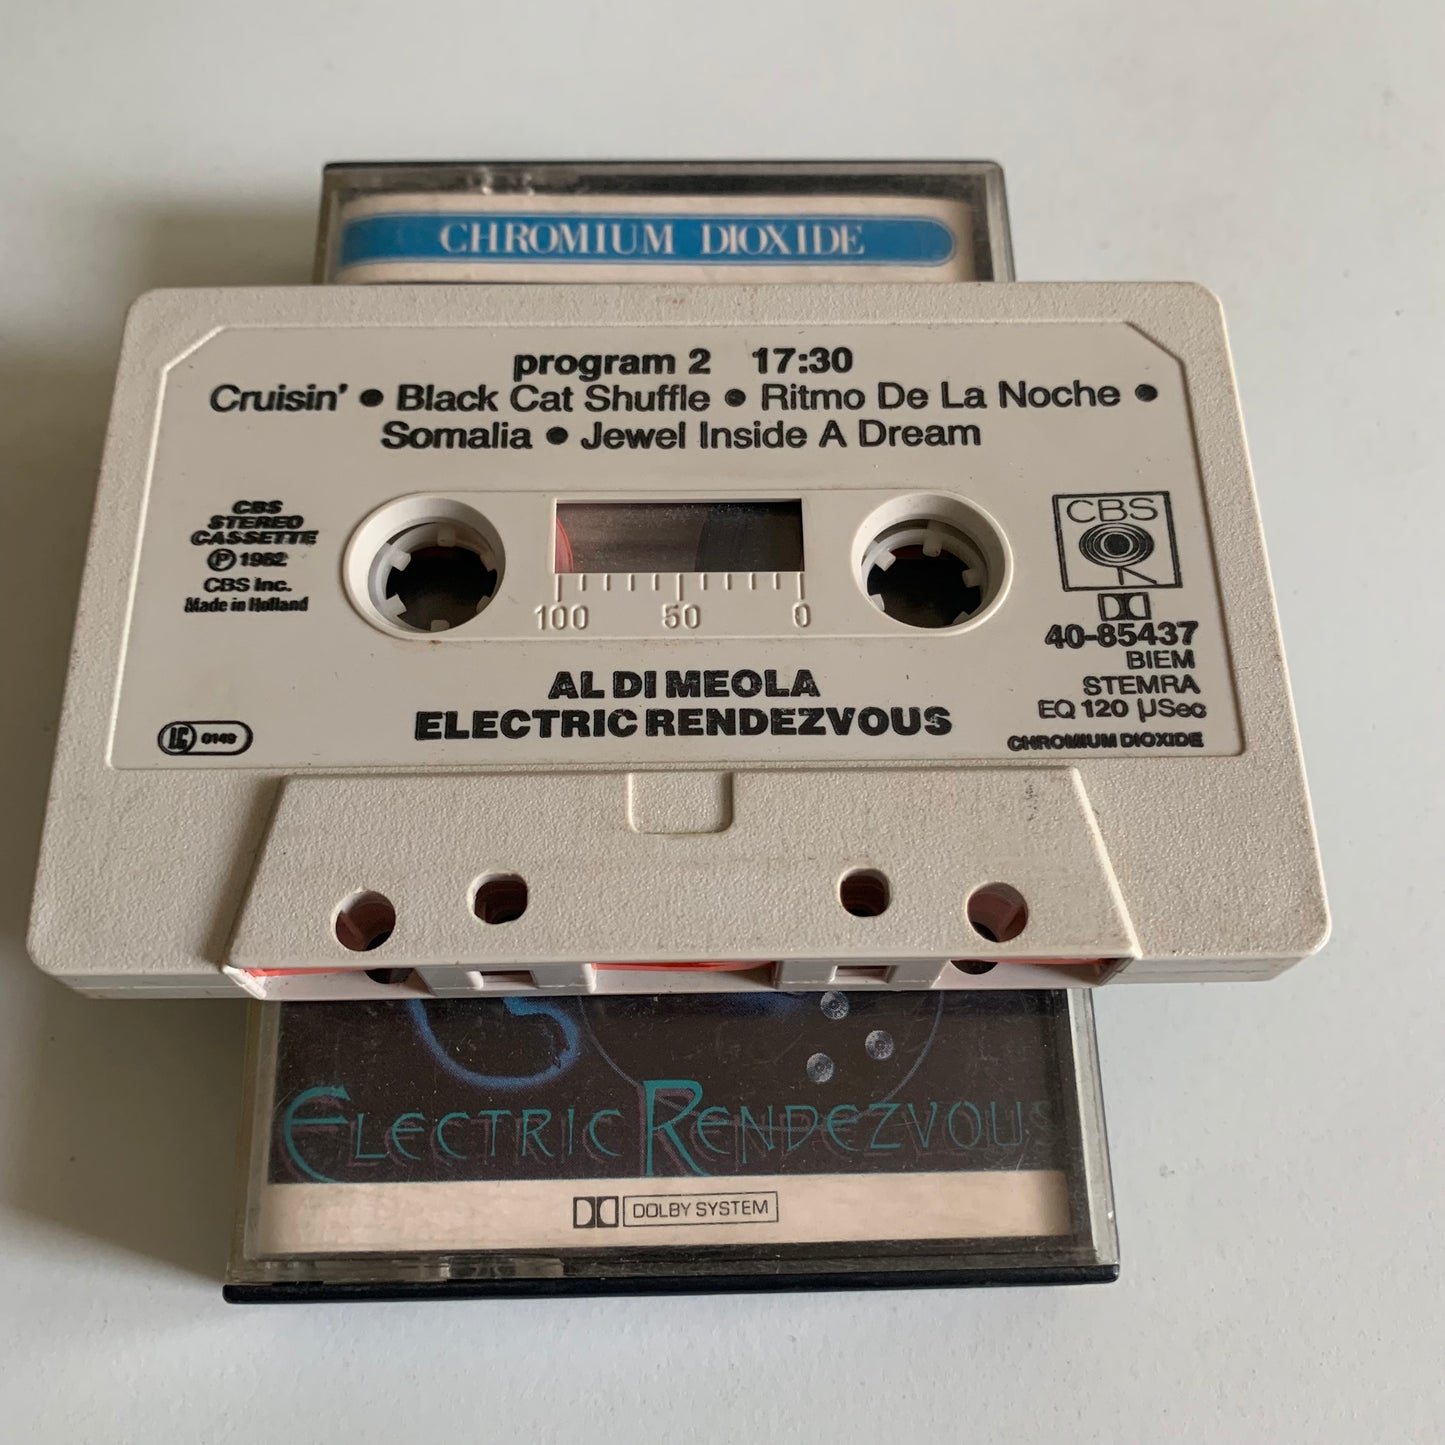 CHROMIUM DIOXIDE
program 2 17:30
Cruisin' • Black Cat Shuffle • Ritmo De La Noche •
Somalia • Jewel Inside A Dream
CBS
STEREO
CASSETTE
Ⓟ 1982
CBS Inc.
Made in Holland
100 50 0
CBS
40-85437
BIEM
STEMRA
EQ 120 µSec
CHROMIUM DIOXIDE
AL DI MEOLA
ELECTRIC RENDEZVOUS
LC 0149
ELECTRIC RENDEZVOUS
DOLBY SYSTEM